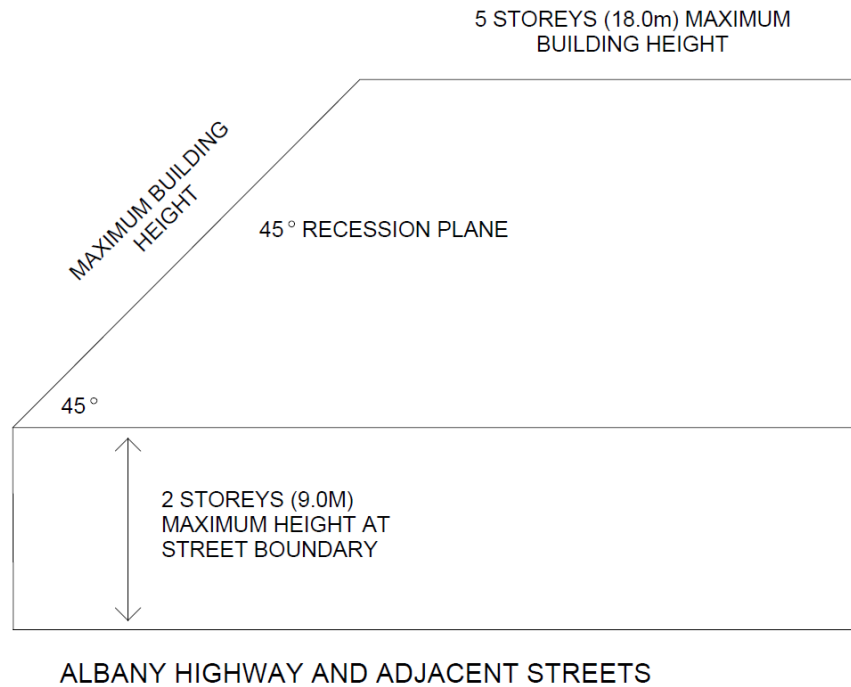 5 STOREYS (18.0m) MAXIMUM
BUILDING HEIGHT
MAXIMUM BUILDING
HEIGHT
45° RECESSION PLANE
45°
2 STOREYS (9.0M)
MAXIMUM HEIGHT AT
STREET BOUNDARY
ALBANY HIGHWAY AND ADJACENT STREETS